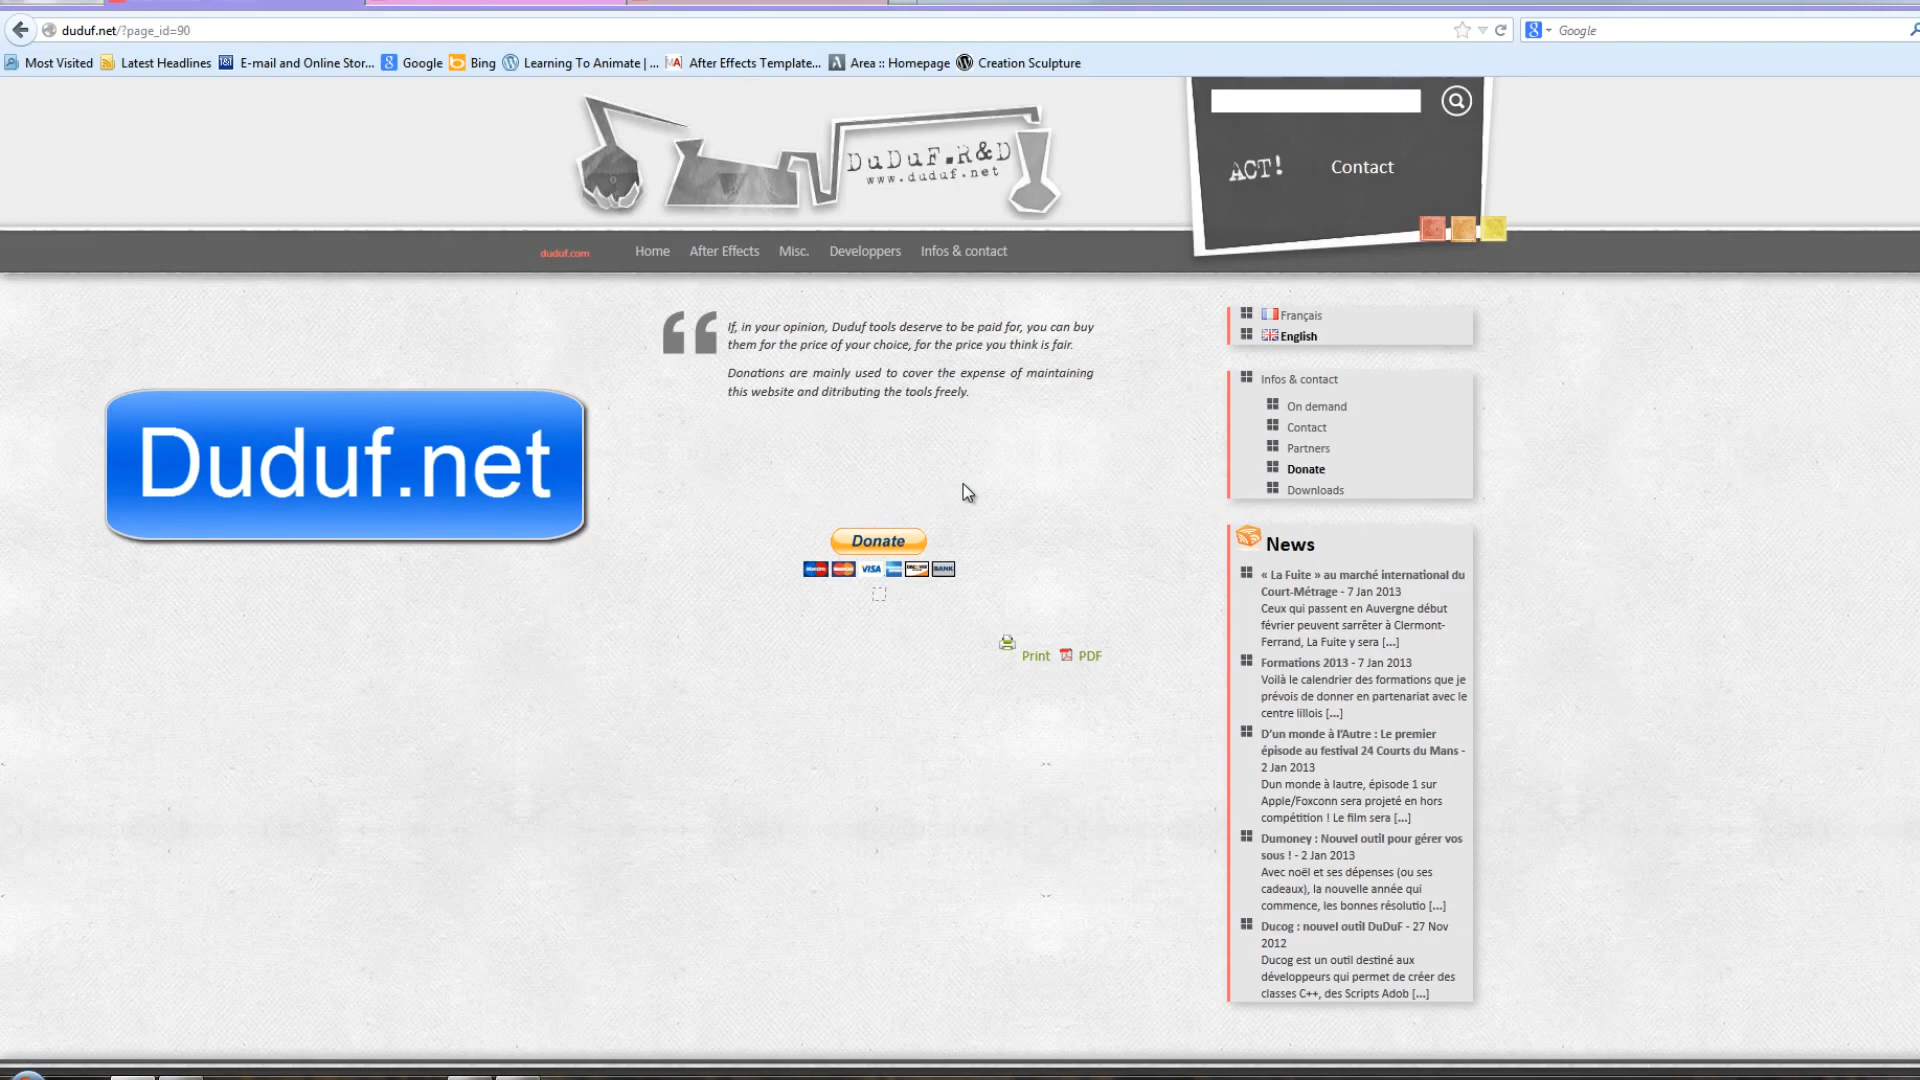 duduf.net/?page_id=90
Google
Most Visited
Latest Headlines
E-mail and Online Stor...
Google
Bing
Learning To Animate | ...
After Effects Template...
Area :: Homepage
Creation Sculpture
DuDuF.R&D
www.duduf.net
ACT!
Contact
duduf.com
Home
After Effects
Misc.
Developpers
Infos & contact
If, in your opinion, Duduf tools deserve to be paid for, you can buy
them for the price of your choice, for the price you think is fair.
Donations are mainly used to cover the expense of maintaining
this website and ditributing the tools freely.
Duduf.net
Donate
VISA
BANK
Print
PDF
Français
English
Infos & contact
On demand
Contact
Partners
Donate
Downloads
News
« La Fuite » au marché international du
Court-Métrage - 7 Jan 2013
Ceux qui passent en Auvergne début
février peuvent sarrêter à Clermont-
Ferrand, La Fuite y sera [...]
Formations 2013 - 7 Jan 2013
Voilà le calendrier des formations que je
prévois de donner en partenariat avec le
centre lillois [...]
D'un monde à l'Autre : Le premier
épisode au festival 24 Courts du Mans -
2 Jan 2013
Dun monde à lautre, épisode 1 sur
Apple/Foxconn sera projeté en hors
compétition ! Le film sera [...]
Dumoney : Nouvel outil pour gérer vos
sous ! - 2 Jan 2013
Avec noël et ses dépenses (ou ses
cadeaux), la nouvelle année qui
commence, les bonnes résolutio [...]
Ducog : nouvel outil DuDuF - 27 Nov
2012
Ducog est un outil destiné aux
développeurs qui permet de créer des
classes C++, des Scripts Adob [...]